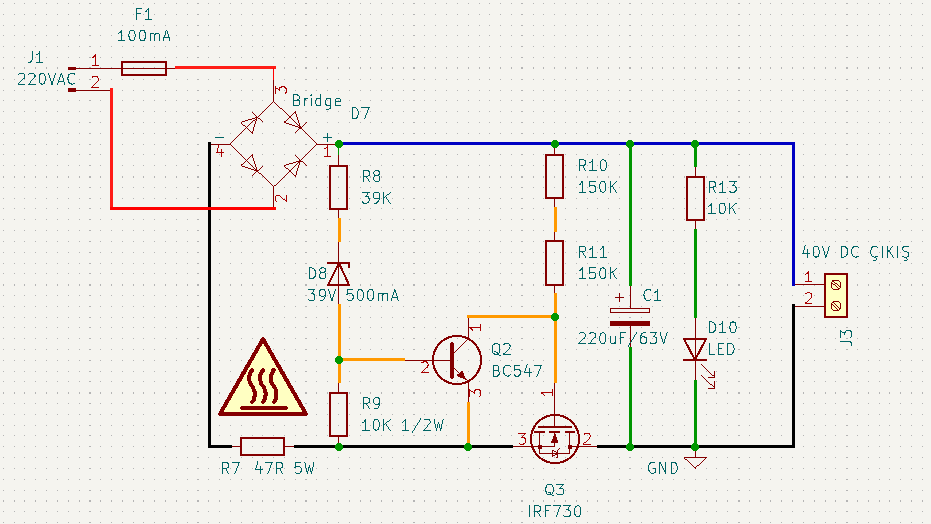 F1
100mA
J1
1
220VAC
2
3
Bridge
D7
-
+
4
1
2
R8
39K
R10
150K
R13
10K
R11
150K
40V DC ÇIKIŞ
1
2
J3
D8
39V 500mA
+
C1
220uF/63V
1
Q2
2
BC547
3
D10
LED
R9
10K 1/2W
1
3
2
R7 47R 5W
GND
Q3
IRF730